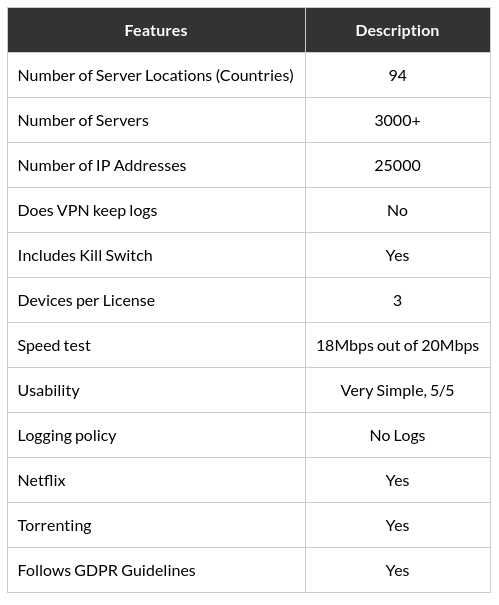 Features Description
Number of Server Locations (Countries) 94
Number of Servers 3000+
Number of IP Addresses 25000
Does VPN keep logs No
Includes Kill Switch Yes
Devices per License 3
Speed test 18Mbps out of 20Mbps
Usability Very Simple, 5/5
Logging policy No Logs
Netflix Yes
Torrenting Yes
Follows GDPR Guidelines Yes